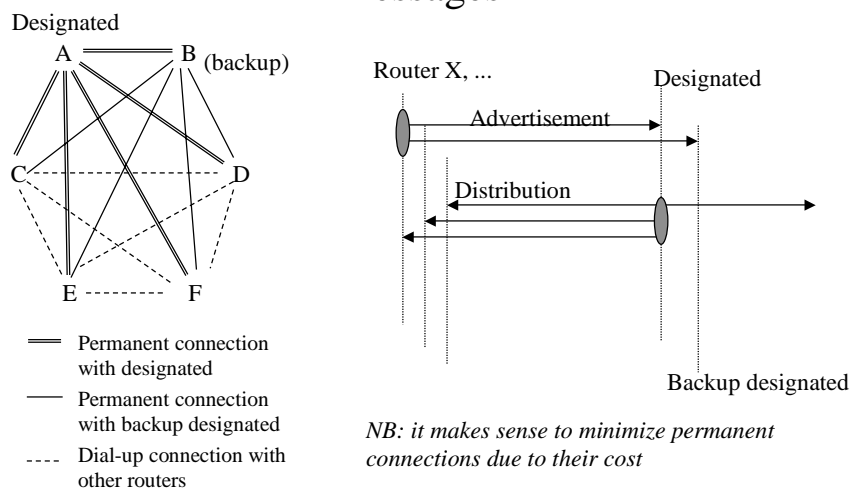 Designated
A
B
(backup)
C
D
E
F
Permanent connection
with designated
Permanent connection
with backup designated
Dial-up connection with
other routers
Router X, ...
Designated
Advertisement
Distribution
Backup designated
NB: it makes sense to minimize permanent
connections due to their cost